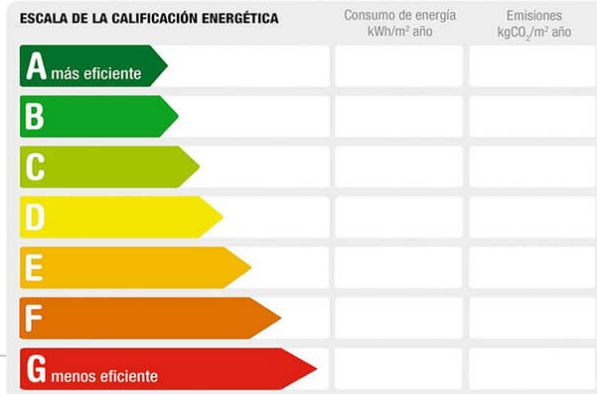 ESCALA DE LA CALIFICACIÓN ENERGÉTICA
Consumo de energía
kWh/m² año
Emisiones
kgCO₂/m² año
A más eficiente
B
C
D
E
F
G menos eficiente